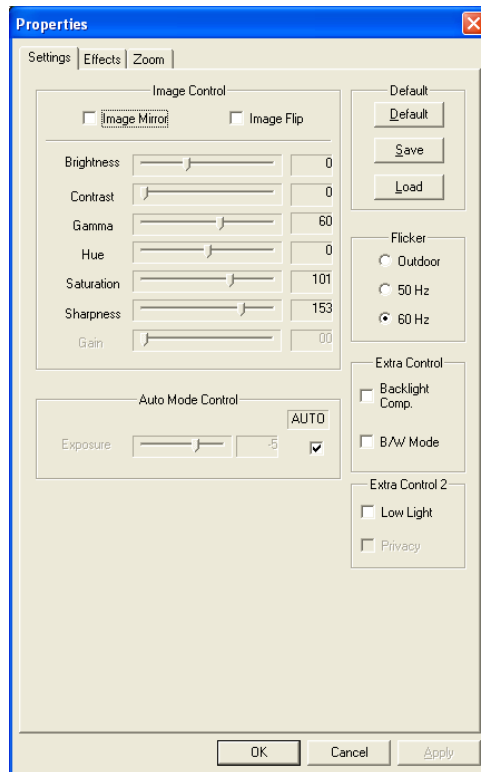 Properties
Settings Effects Zoom
Image Control
Image Mirror Image Flip
Brightness 0
Contrast 0
Gamma 60
Hue 0
Saturation 101
Sharpness 153
Gain 00
Auto Mode Control
AUTO
Exposure -5
Default
Default
Save
Load
Flicker
Outdoor
50 Hz
60 Hz
Extra Control
Backlight
Comp.
B/W Mode
Extra Control 2
Low Light
Privacy
OK Cancel Apply